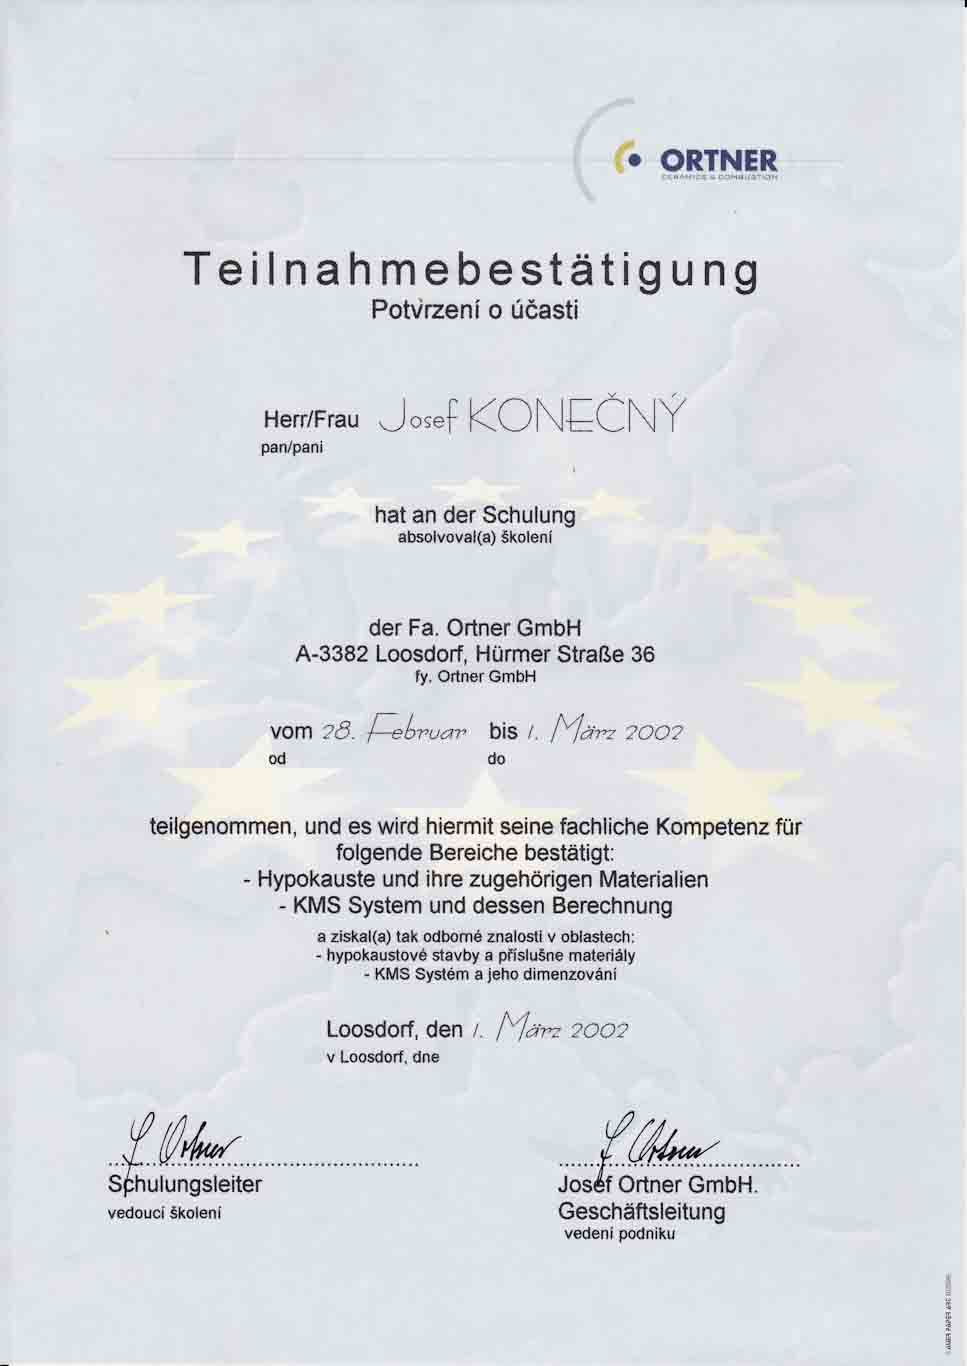 ORTNER
CERAMICS & COMBUSTION
Teilnahmebestätigung
Potvrzení o účasti
Herr/Frau Josef KONEČNÝ
pan/pani
hat an der Schulung
absolvoval(a) školení
der Fa. Ortner GmbH
A-3382 Loosdorf, Hürmer Straße 36
fy. Ortner GmbH
vom 28. Februar bis 1. März 2002
od do
teilgenommen, und es wird hiermit seine fachliche Kompetenz für
folgende Bereiche bestätigt:
- Hypokauste und ihre zugehörigen Materialien
- KMS System und dessen Berechnung
a ziskal(a) tak odborné znalosti v oblastech:
- hypokaustové stavby a příslušne materiály
- KMS Systém a jeho dimenzování
Loosdorf, den 1. März 2002
v Loosdorf, dne
J. Ortner J. Ortner
Schulungsleiter Josef Ortner GmbH.
vedoucí školení Geschäftsleitung
vedení podniku